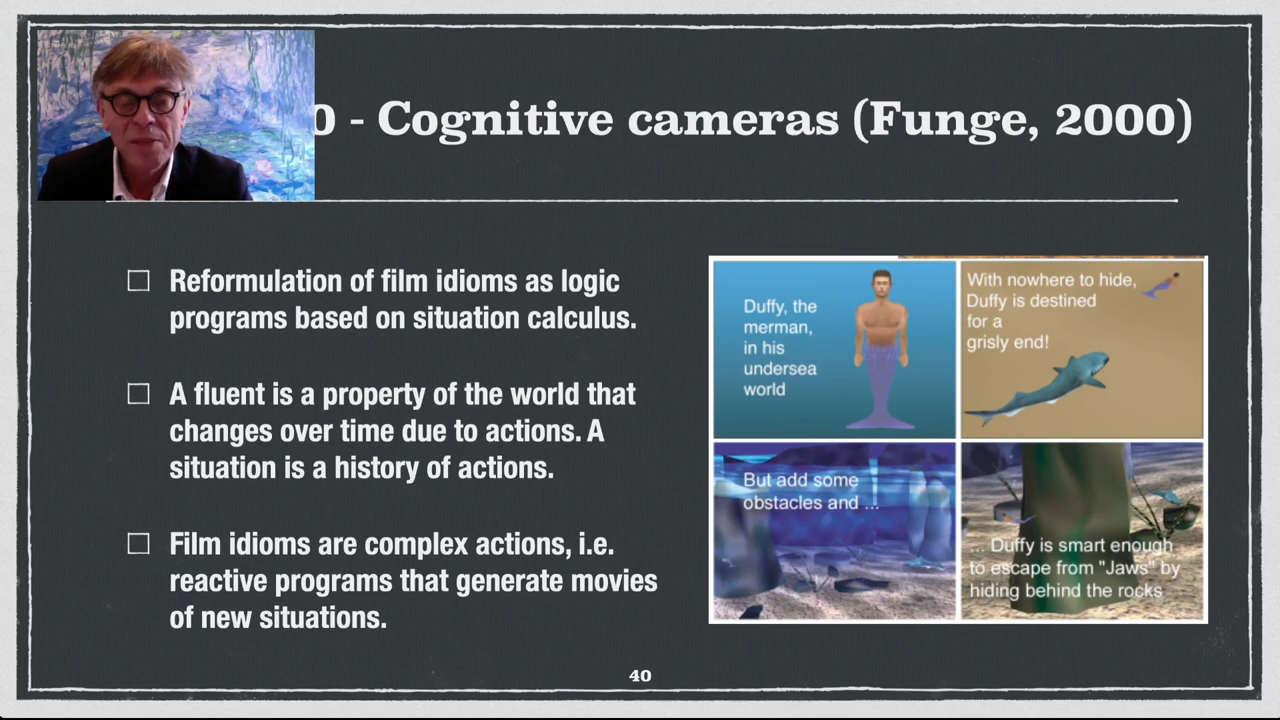 0 - Cognitive cameras (Funge, 2000)
Reformulation of film idioms as logic
programs based on situation calculus.
A fluent is a property of the world that
changes over time due to actions. A
situation is a history of actions.
Film idioms are complex actions, i.e.
reactive programs that generate movies
of new situations.
Duffy, the
merman,
in his
undersea
world
With nowhere to hide,
Duffy is destined
for a
grisly end!
But add some
obstacles and ...
... Duffy is smart enough
to escape from "Jaws" by
hiding behind the rocks
40